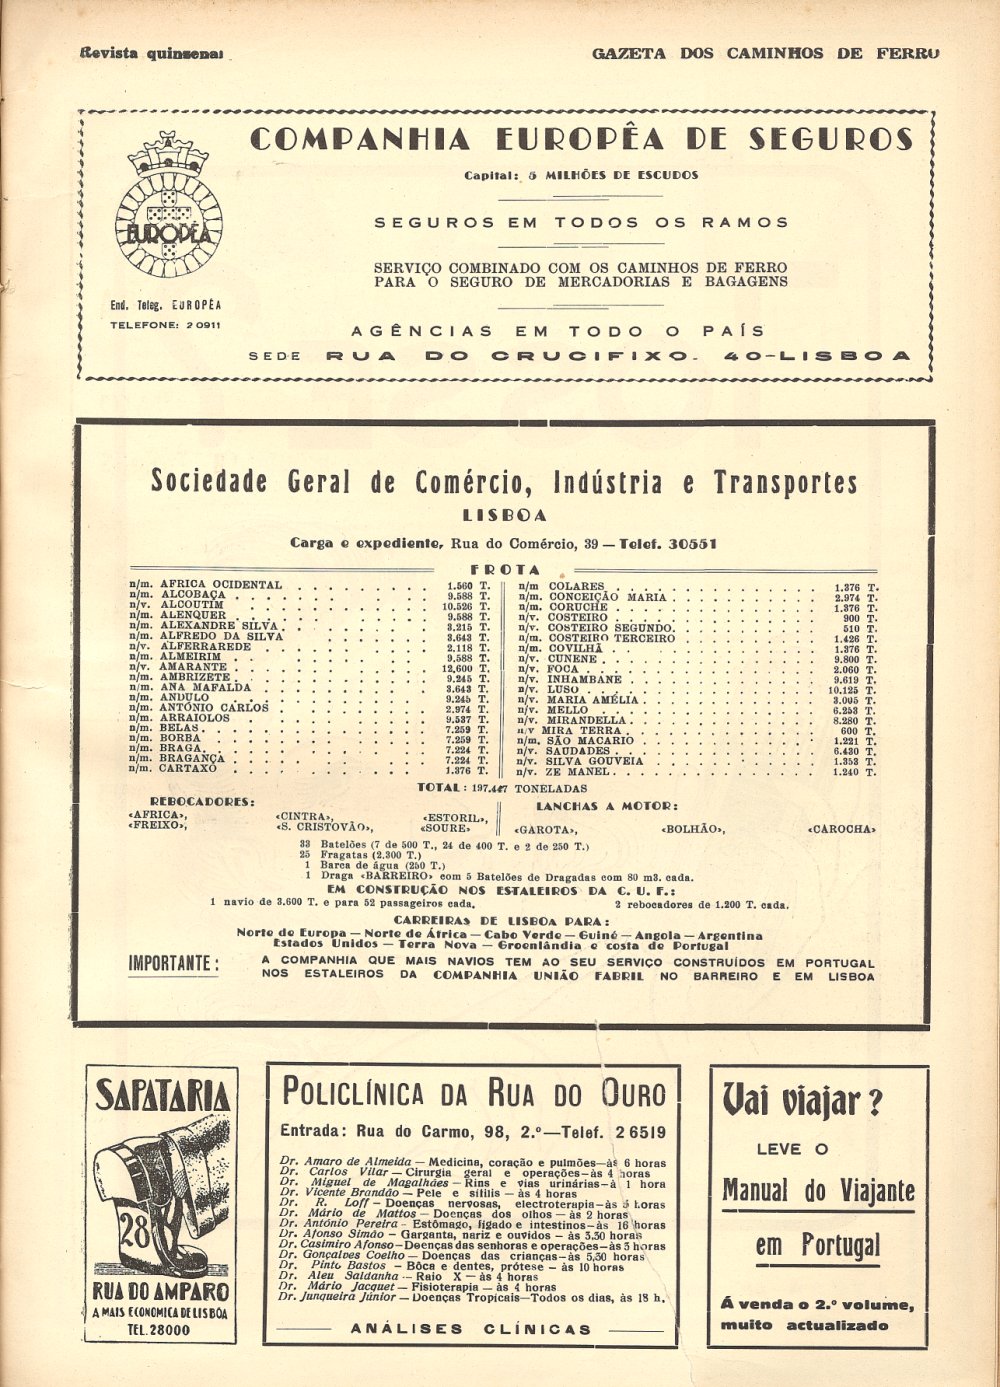 Revista quinzenal
GAZETA DOS CAMINHOS DE FERRO
COMPANHIA EUROPÊA DE SEGUROS
Capital: 5 MILHÕES DE ESCUDOS
SEGUROS EM TODOS OS RAMOS
SERVIÇO COMBINADO COM OS CAMINHOS DE FERRO
PARA O SEGURO DE MERCADORIAS E BAGAGENS
AGÊNCIAS EM TODO O PAÍS
SEDE RUA DO CRUCIFIXO, 40-LISBOA
EUROPÊA
End. Teleg. EUROPÊA
TELEFONE: 2 0911
Sociedade Geral de Comércio, Indústria e Transportes
LISBOA
Carga e expediente, Rua do Comércio, 39 — Telef. 30551
FROTA
n/m. AFRICA OCIDENTAL . . . . . . . 1.560 T.
n/m. ALCOBAÇA . . . . . . . 9.588 T.
n/v. ALCOUTIM . . . . . . . 10.526 T.
n/m. ALENQUER . . . . . . . 9.588 T.
n/m. ALEXANDRE SILVA . . . . . . . 3.215 T.
n/m. ALFREDO DA SILVA . . . . . . . 3.643 T.
n/v. ALFERRAREDE . . . . . . . 2.118 T.
n/m. ALMEIRIM . . . . . . . 9.588 T.
n/v. AMARANTE . . . . . . . 12.600 T.
n/m. AMBRIZETE . . . . . . . 9.245 T.
n/m. ANA MAFALDA . . . . . . . 3.643 T.
n/m. ANDULO . . . . . . . 9.245 T.
n/m. ANTÓNIO CARLOS . . . . . . . 2.974 T.
n/m. ARRAIOLOS . . . . . . . 9.537 T.
n/m. BELAS . . . . . . . 7.259 T.
n/m. BORBA . . . . . . . 7.259 T.
n/m. BRAGA . . . . . . . 7.224 T.
n/m. BRAGANÇA . . . . . . . 7.224 T.
n/m. CARTAXO . . . . . . . 1.376 T.
n/m COLARES . . . . . . . 1.376 T.
n/m. CONCEIÇÃO MARIA . . . . . . . 2.974 T.
n/m. CORUCHE . . . . . . . 1.376 T.
n/v. COSTEIRO . . . . . . . 900 T.
n/v. COSTEIRO SEGUNDO . . . . . . . 510 T.
n/m. COSTEIRO TERCEIRO . . . . . . . 1.426 T.
n/m. COVILHÃ . . . . . . . 1.376 T.
n/v. CUNENE . . . . . . . 9.800 T.
n/v. FOCA . . . . . . . 2.060 T.
n/v. INHAMBANE . . . . . . . 9.619 T.
n/v. LUSO . . . . . . . 10.125 T.
n/v. MARIA AMÉLIA . . . . . . . 3.005 T.
n/v. MELLO . . . . . . . 6.253 T.
n/v. MIRANDELLA . . . . . . . 8.280 T.
n/v MIRA TERRA . . . . . . . 600 T.
n/m. SÃO MACARIO . . . . . . . 1.221 T.
n/v. SAUDADES . . . . . . . 6.430 T.
n/v. SILVA GOUVEIA . . . . . . . 1.353 T.
n/v. ZE MANEL . . . . . . . 1.240 T.
TOTAL: TONELADAS
REBOCADORES:
«AFRICA», «CINTRA», «ESTORIL»,
«FREIXO», «S. CRISTOVÃO», «SOURE»
LANCHAS A MOTOR:
«GAROTA», «BOLHÃO», «CAROCHA»
33 Batelões (7 de 500 T., 24 de 400 T. e 2 de 250 T.)
25 Fragatas (2.300 T.)
1 Barca de água (250 T.)
1 Draga «BARREIRO» com 5 Batelões de Dragadas com 80 m3. cada.
EM CONSTRUÇÃO NOS ESTALEIROS DA C. U. F.:
1 navio de 3.600 T. e para 52 passageiros cada. 2 rebocadores de 1.200 T. cada.
CARREIRAS DE LISBOA PARA:
Norte de Europa — Norte de África — Cabo Verde — Guiné — Angola — Argentina
Estados Unidos — Terra Nova — Groenlândia e costa de Portugal
IMPORTANTE: A COMPANHIA QUE MAIS NAVIOS TEM AO SEU SERVIÇO CONSTRUÍDOS EM PORTUGAL
NOS ESTALEIROS DA COMPANHIA UNIÃO FABRIL NO BARREIRO E EM LISBOA
SAPATARIA
28
RUA DO AMPARO
A MAIS ECONOMICA DE LISBÔA
TEL. 28000
POLICLÍNICA DA RUA DO OURO
Entrada: Rua do Carmo, 98, 2.º—Telef. 2 6519
Dr. Amaro de Almeida — Medicina, coração e pulmões—às 6 horas
Dr. Carlos Vilar — Cirurgia geral e operações—às 4 horas
Dr. Miguel de Magalhães — Rins e vias urinárias—à 1 hora
Dr. Vicente Brandão — Pele e sífilis — às 4 horas
Dr. R. Loff — Doenças nervosas, electroterapia—às 5 horas
Dr. Mário de Mattos — Doenças dos olhos — às 2 horas
Dr. António Pereira - Estômago, fígado e intestinos—às 16 horas
Dr. Afonso Simão — Garganta, nariz e ouvidos — às 3,30 horas
Dr. Casimiro Afonso—Doenças das senhoras e operações—às 3 horas
Dr. Gonçalves Coelho — Doenças das crianças—às 5,30 horas
Dr. Pinto Bastos — Bôca e dentes, prótese — às 10 horas
Dr. Aleu Saldanha — Raio X — às 4 horas
Dr. Mário Jacquet — Fisioterapia — às 4 horas
Dr. Junqueira Júnior — Doenças Tropicais—Todos os dias, às 18 h.
ANÁLISES CLÍNICAS
Vai viajar?
LEVE O
Manual do Viajante
em Portugal
Á venda o 2.º volume,
muito actualizado